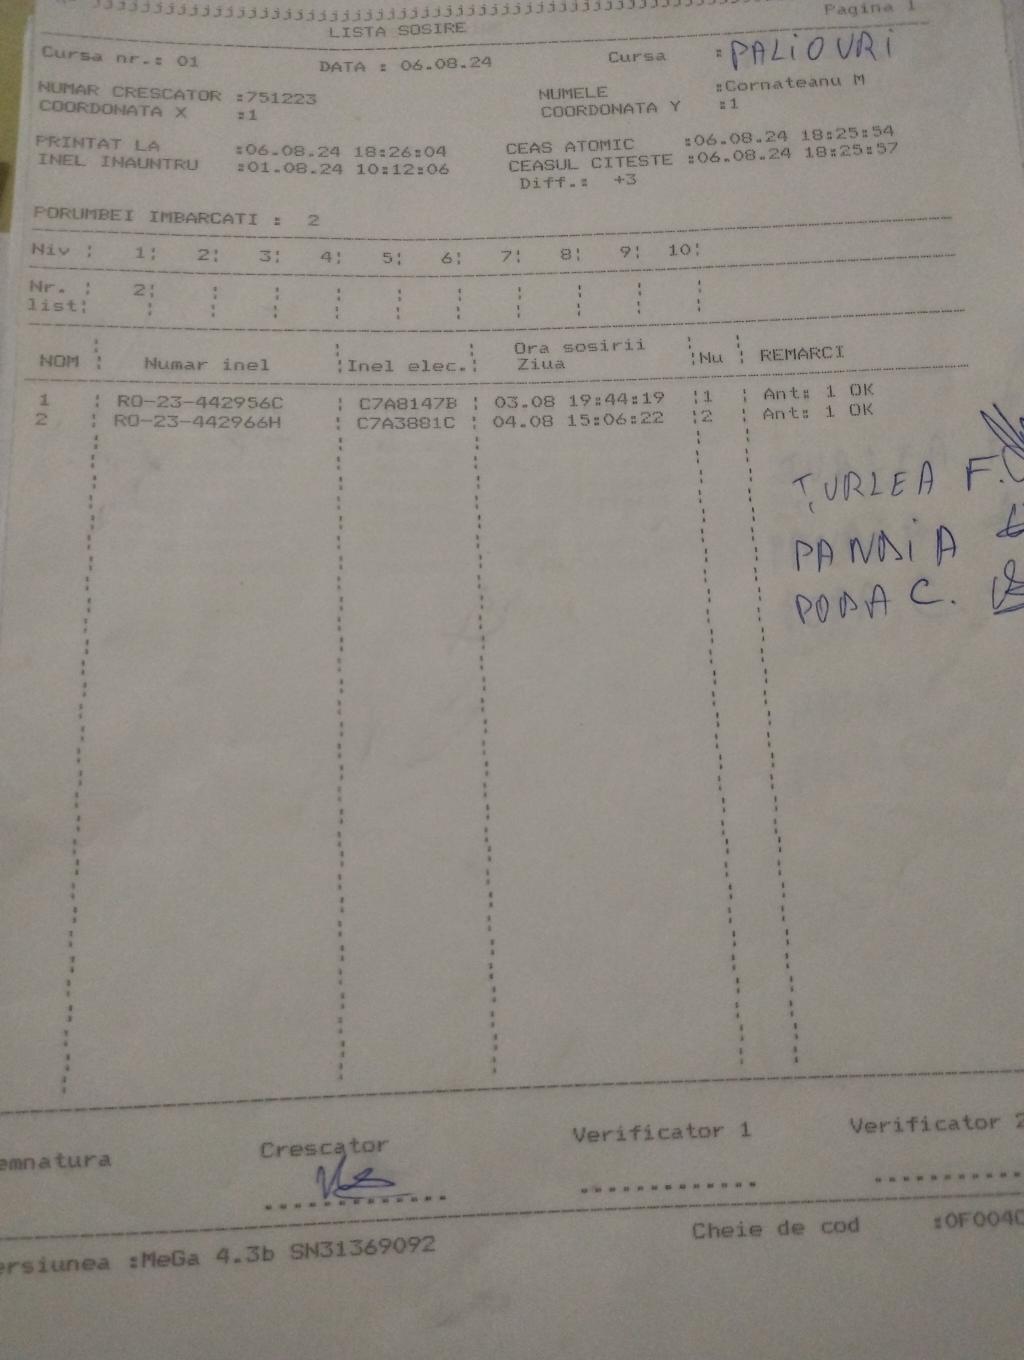 Pagina 1
LISTA SOSIRE
Cursa nr.: 01 DATA : 06.08.24 Cursa : PALIOURI
NUMAR CRESCATOR :751223 NUMELE :Cornateanu M
COORDONATA X :1 COORDONATA Y :1
PRINTAT LA :06.08.24 18:26:04 CEAS ATOMIC :06.08.24 18:25:54
INEL INAUNTRU :01.08.24 10:12:06 CEASUL CITESTE :06.08.24 18:25:57
Diff.: +3
PORUMBEI IMBARCATI : 2
Niv : 1: 2: 3: 4: 5: 6: 7: 8: 9: 10:
Nr. : 2:
list:
NOM : Numar inel :Inel elec.: Ora sosirii Ziua :Nu : REMARCI
1 : RO-23-442956C : C7A8147B : 03.08 19:44:19 :1 : Ant: 1 OK
2 : RO-23-442966H : C7A3881C : 04.08 15:06:22 :2 : Ant: 1 OK
ȚURLEA F.
PANDIA
PODA C.
emnatura Crescator Verificator 1 Verificator 2
ersiunea :MeGa 4.3b SN31369092 Cheie de cod :0F004